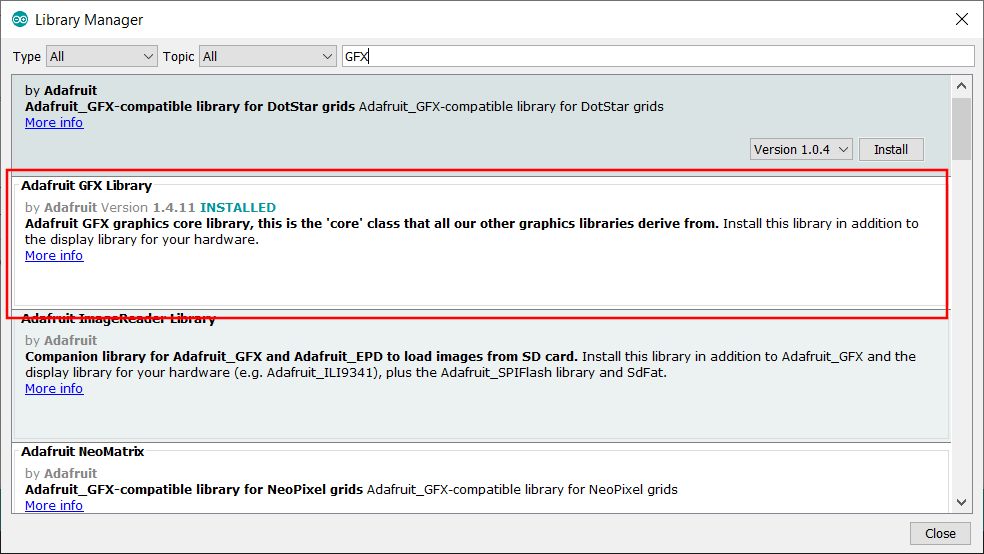 Library Manager
Type All Topic All GFX
by Adafruit
Adafruit_GFX-compatible library for DotStar grids Adafruit_GFX-compatible library for DotStar grids
More info
Version 1.0.4 Install
Adafruit GFX Library
by Adafruit Version 1.4.11 INSTALLED
Adafruit GFX graphics core library, this is the 'core' class that all our other graphics libraries derive from. Install this library in addition to
the display library for your hardware.
More info
Adafruit ImageReader Library
by Adafruit
Companion library for Adafruit_GFX and Adafruit_EPD to load images from SD card. Install this library in addition to Adafruit_GFX and the
display library for your hardware (e.g. Adafruit_ILI9341), plus the Adafruit_SPIFlash library and SdFat.
More info
Adafruit NeoMatrix
by Adafruit
Adafruit_GFX-compatible library for NeoPixel grids Adafruit_GFX-compatible library for NeoPixel grids
More info
Close